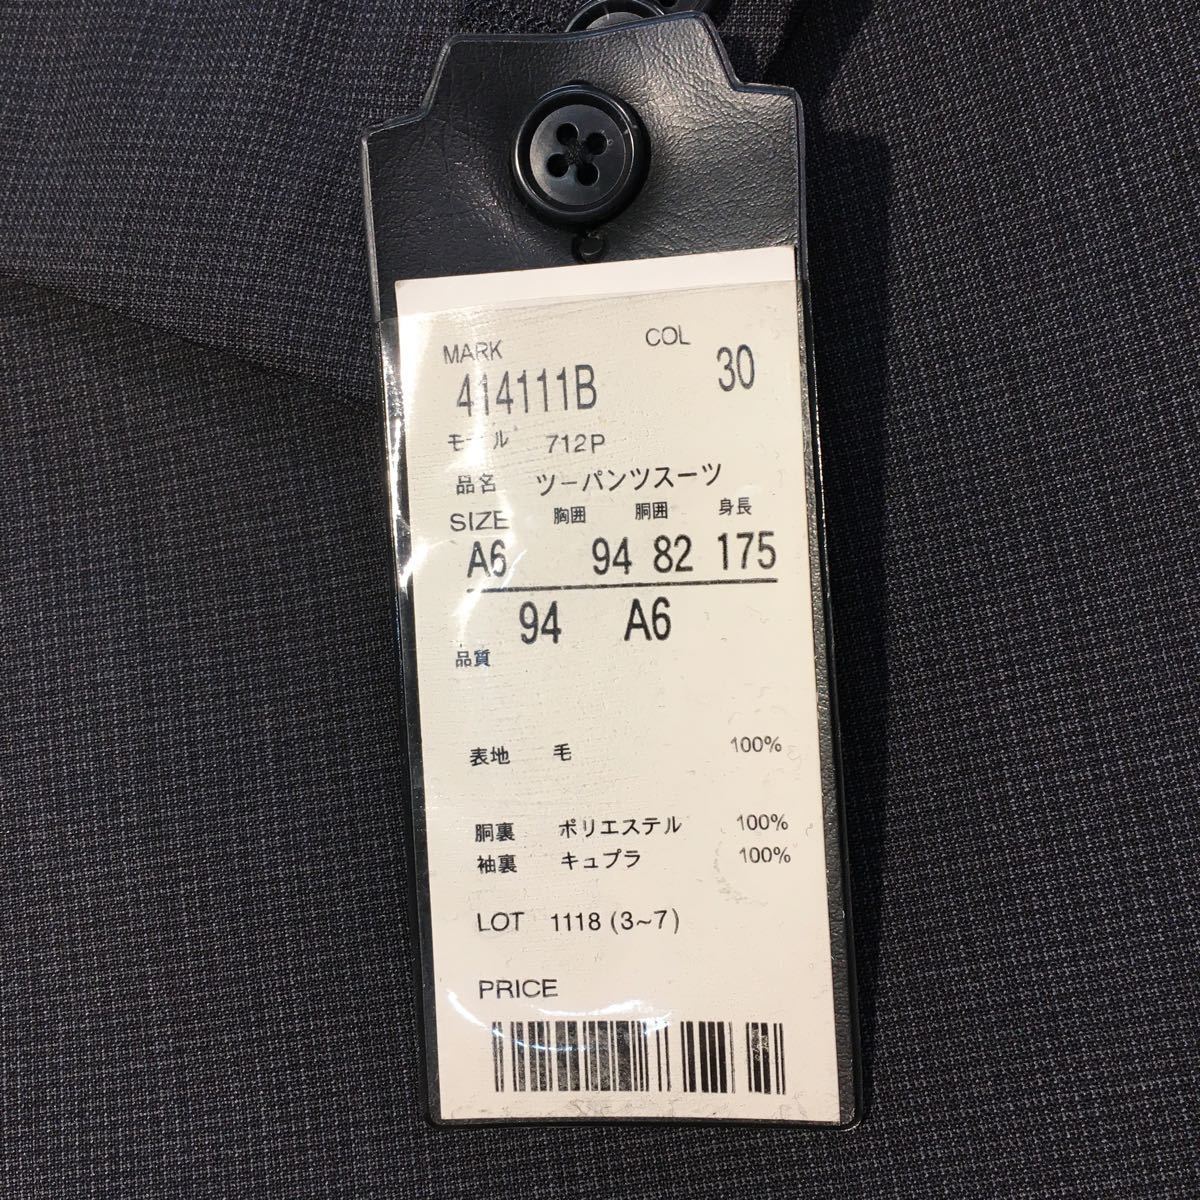 MARK COL
414111B 30
モデル 712P
品名 ツーパンツスーツ
SIZE 胸囲 胴囲 身長
A6 94 82 175
94 A6
品質
表地 毛 100%
胴裏 ポリエステル 100%
袖裏 キュプラ 100%
LOT 1118 (3~7)
PRICE